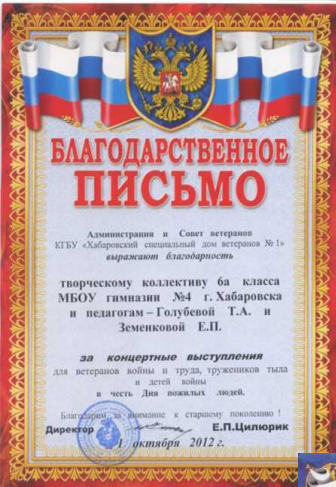 БЛАГОДАРСТВЕННОЕ
ПИСЬМО
Администрация и Совет ветеранов
КГБУ «Хабаровский специальный дом ветеранов №1»
выражают благодарность
творческому коллективу 6а класса
МБОУ гимназии №4 г. Хабаровска
и педагогам – Голубевой Т.А. и
Земенковой Е.П.
за концертные выступления
для ветеранов войны и труда, тружеников тыла
и детей войны
в честь Дня пожилых людей.
Благодарим за внимание к старшему поколению !
Директор Е.П.Цилюрик
1 октября 2012 г.